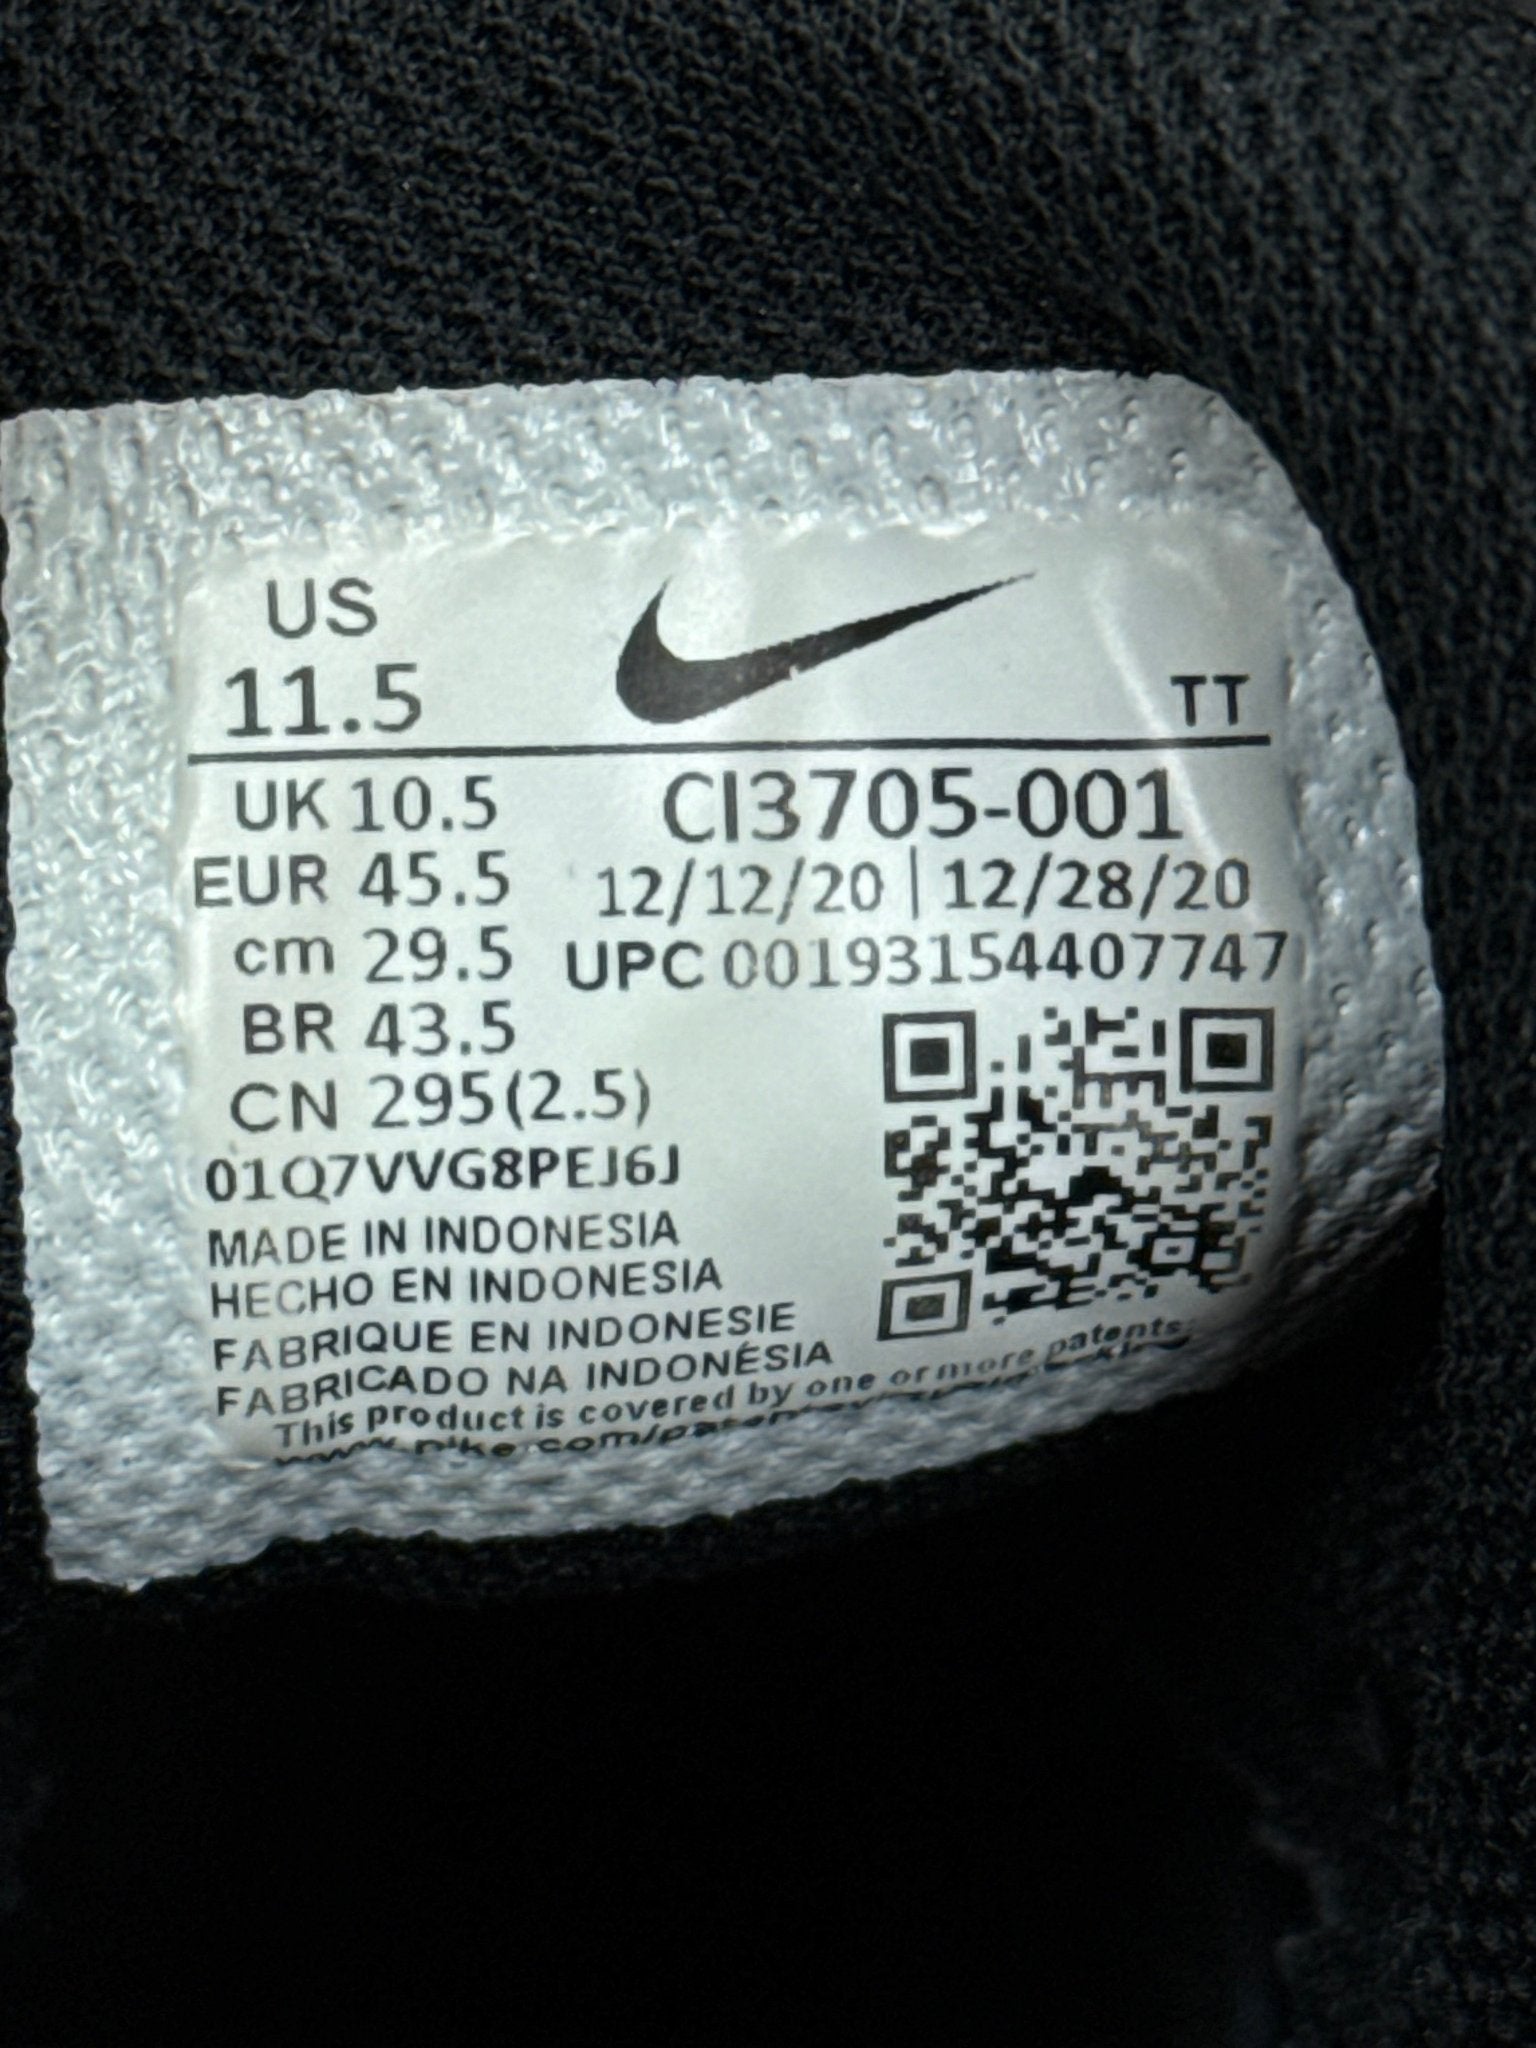 US
11.5
TT
UK 10.5
CI3705-001
EUR 45.5
12/12/20 | 12/28/20
cm 29.5
UPC 00193154407747
BR 43.5
CN 295(2.5)
01Q7VVG8PEJ6J
MADE IN INDONESIA
HECHO EN INDONESIA
FABRIQUE EN INDONESIE
FABRICADO NA INDONÉSIA
This product is covered by one or more patents.